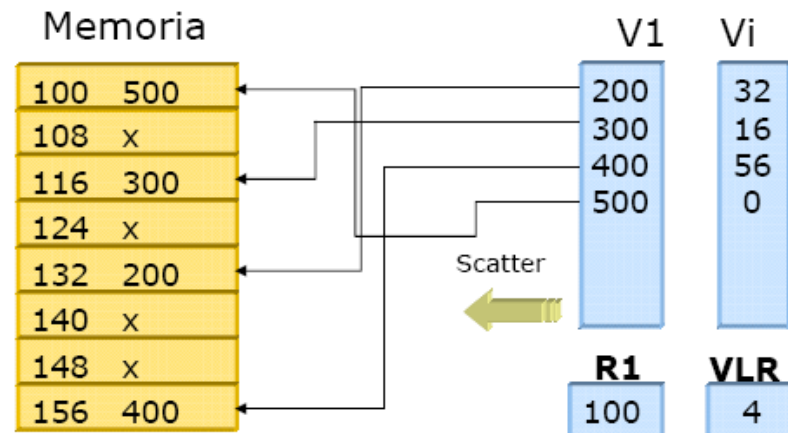 Memoria
V1 Vi
100 500
108 x
116 300
124 x
132 200
140 x
148 x
156 400
200 32
300 16
400 56
500 0
Scatter
R1 VLR
100 4